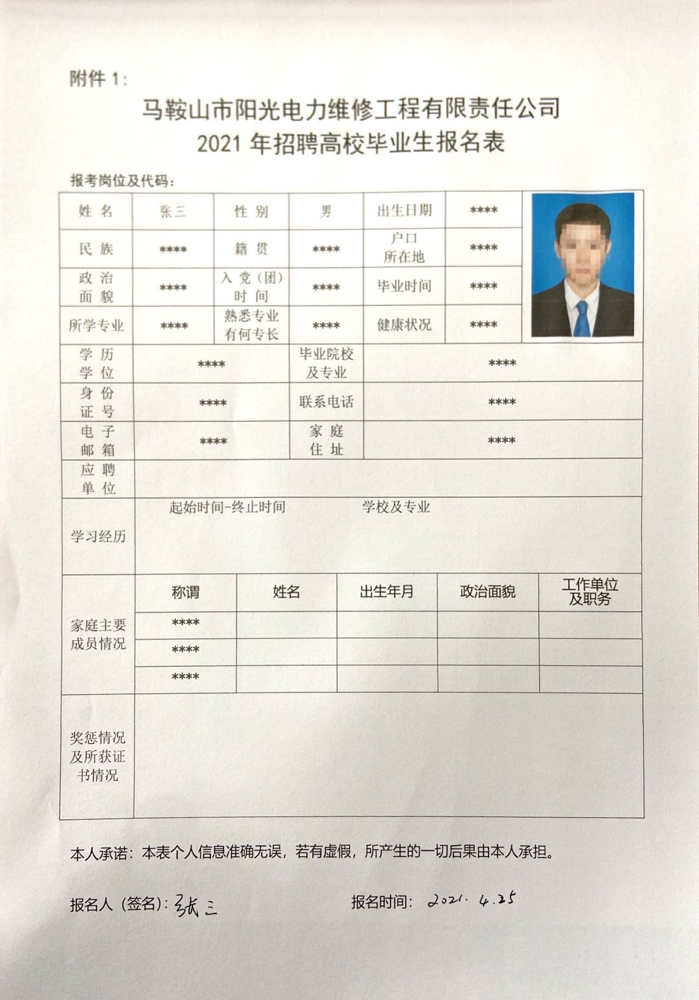 附件 1：
马鞍山市阳光电力维修工程有限责任公司
2021 年招聘高校毕业生报名表
报考岗位及代码：
姓 名 张三 性 别 男 出生日期 ****
民 族 **** 籍 贯 **** 户口
所在地 ****
政 治
面 貌 **** 入 党（团）
时 间 **** 毕业时间 ****
所学专业 **** 熟悉专业
有何专长 **** 健康状况 ****
学 历
学 位 **** 毕业院校
及专业 ****
身 份
证 号 **** 联系电话 ****
电 子
邮 箱 **** 家 庭
住 址 ****
应 聘
单 位
起始时间-终止时间 学校及专业
学习经历
称谓 姓名 出生年月 政治面貌 工作单位
及职务
家庭主要
成员情况
****
****
****
奖惩情况
及所获证
书情况
本人承诺：本表个人信息准确无误，若有虚假，所产生的一切后果由本人承担。
报名人（签名）：张三 报名时间： 2021. 4.25